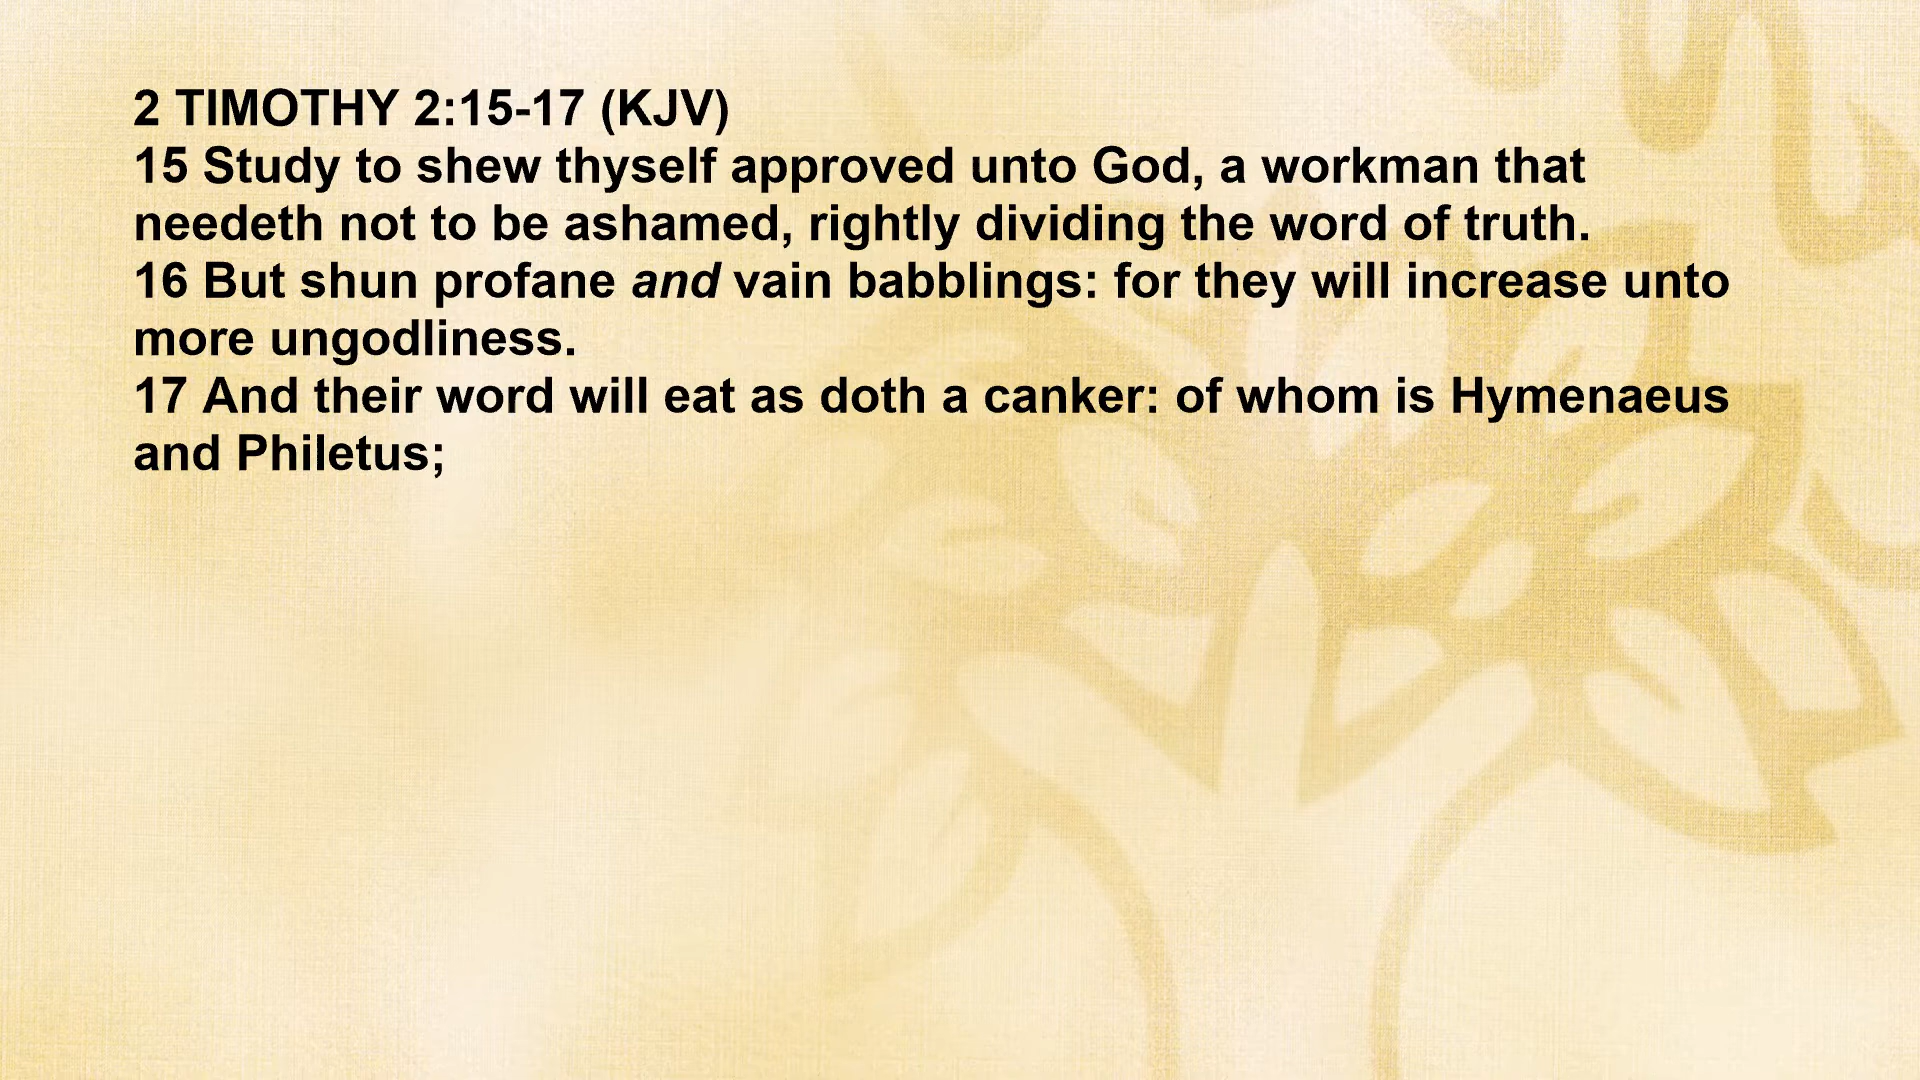 2 TIMOTHY 2:15-17 (KJV)
15 Study to shew thyself approved unto God, a workman that
needeth not to be ashamed, rightly dividing the word of truth.
16 But shun profane and vain babblings: for they will increase unto
more ungodliness.
17 And their word will eat as doth a canker: of whom is Hymenaeus
and Philetus;